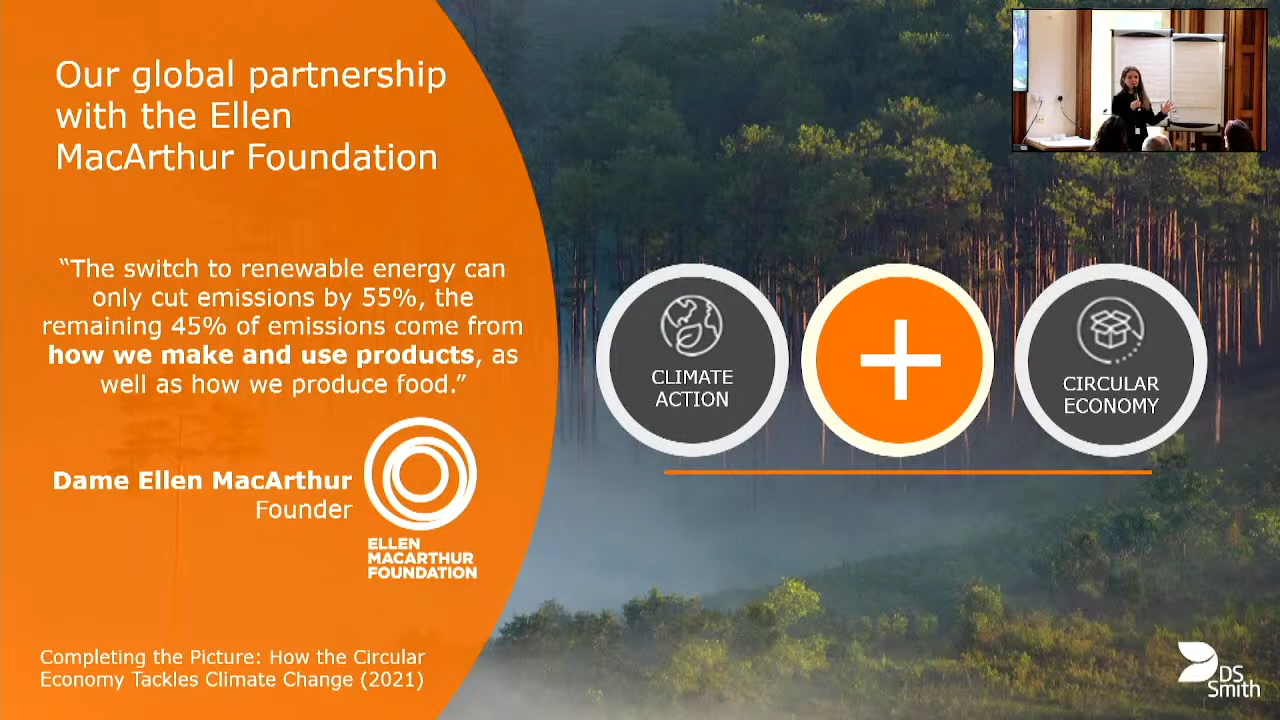 Our global partnership
with the Ellen
MacArthur Foundation
“The switch to renewable energy can
only cut emissions by 55%, the
remaining 45% of emissions come from
how we make and use products, as
well as how we produce food.”
Dame Ellen MacArthur
Founder
ELLEN
MACARTHUR
FOUNDATION
Completing the Picture: How the Circular
Economy Tackles Climate Change (2021)
CLIMATE
ACTION
CIRCULAR
ECONOMY
DS
Smith